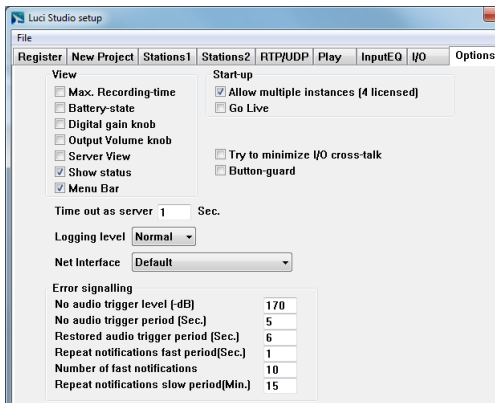 Luci Studio setup
File
Register New Project Stations1 Stations2 RTP/UDP Play InputEQ I/O Options
View
Max. Recording-time
Battery-state
Digital gain knob
Output Volume knob
Server View
Show status
Menu Bar
Start-up
Allow multiple instances (4 licensed)
Go Live
Try to minimize I/O cross-talk
Button-guard
Time out as server 1 Sec.
Logging level Normal
Net Interface Default
Error signalling
No audio trigger level (-dB) 170
No audio trigger period (Sec.) 5
Restored audio trigger period (Sec.) 6
Repeat notifications fast period(Sec.) 1
Number of fast notifications 10
Repeat notifications slow period(Min.) 15